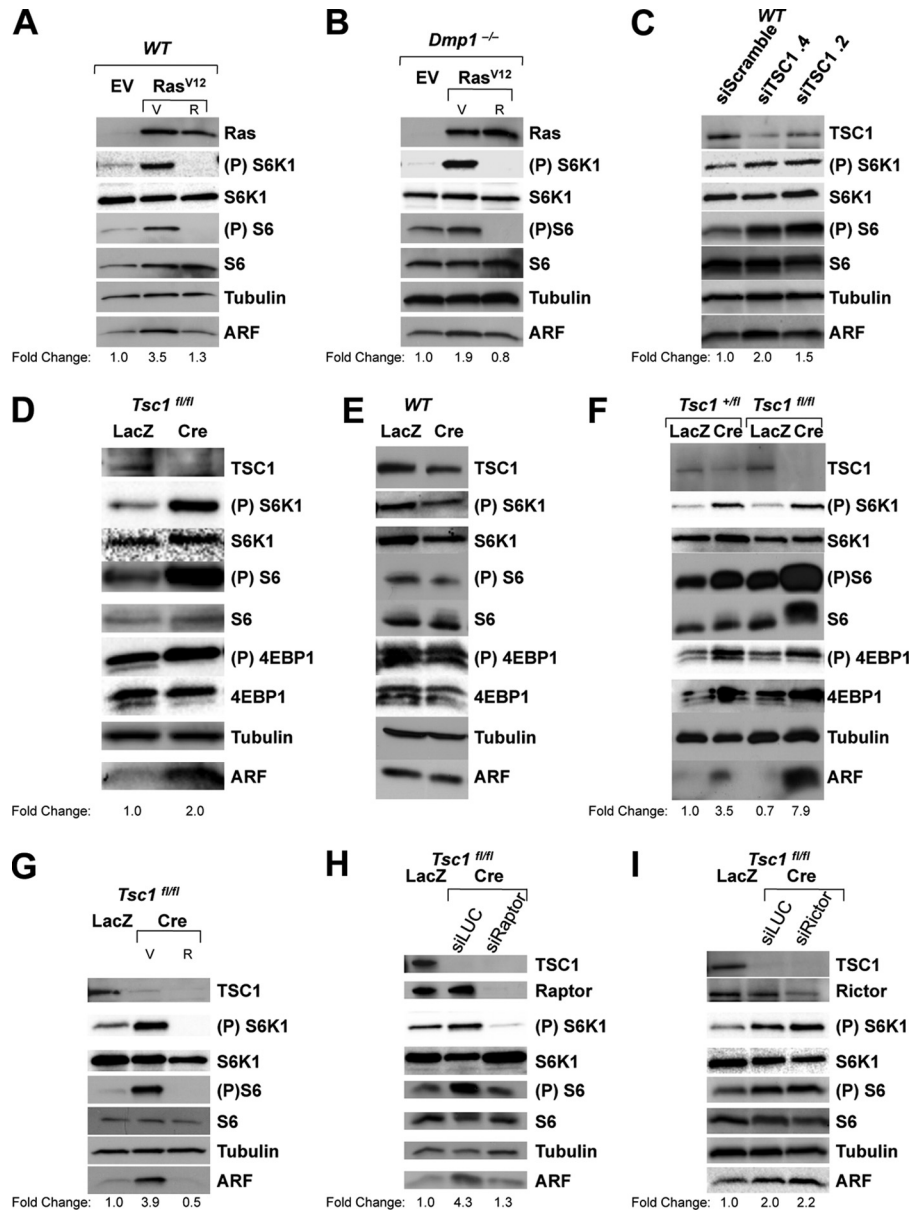 A
WT
EV Ras V12
V R
Ras
(P) S6K1
S6K1
(P) S6
S6
Tubulin
ARF
Fold Change: 1.0 3.5 1.3
B
Dmp1 –/–
EV Ras V12
V R
Ras
(P) S6K1
S6K1
(P)S6
S6
Tubulin
ARF
Fold Change: 1.0 1.9 0.8
C
WT
siScramble siTSC1 .4 siTSC1 .2
TSC1
(P) S6K1
S6K1
(P) S6
S6
Tubulin
ARF
Fold Change: 1.0 2.0 1.5
D
Tsc1 fl/fl
LacZ Cre
TSC1
(P) S6K1
S6K1
(P) S6
S6
(P) 4EBP1
4EBP1
Tubulin
ARF
Fold Change: 1.0 2.0
E
WT
LacZ Cre
TSC1
(P) S6K1
S6K1
(P) S6
S6
(P) 4EBP1
4EBP1
Tubulin
ARF
F
Tsc1 +/fl Tsc1 fl/fl
LacZ Cre LacZ Cre
TSC1
(P) S6K1
S6K1
(P)S6
S6
(P) 4EBP1
4EBP1
Tubulin
ARF
Fold Change: 1.0 3.5 0.7 7.9
G
Tsc1 fl/fl
LacZ Cre
V R
TSC1
(P) S6K1
S6K1
(P)S6
S6
Tubulin
ARF
Fold Change: 1.0 3.9 0.5
H
Tsc1 fl/fl
LacZ Cre
siLUC siRaptor
TSC1
Raptor
(P) S6K1
S6K1
(P) S6
S6
Tubulin
ARF
Fold Change: 1.0 4.3 1.3
I
Tsc1 fl/fl
LacZ Cre
siLUC siRictor
TSC1
Rictor
(P) S6K1
S6K1
(P) S6
S6
Tubulin
ARF
Fold Change: 1.0 2.0 2.2